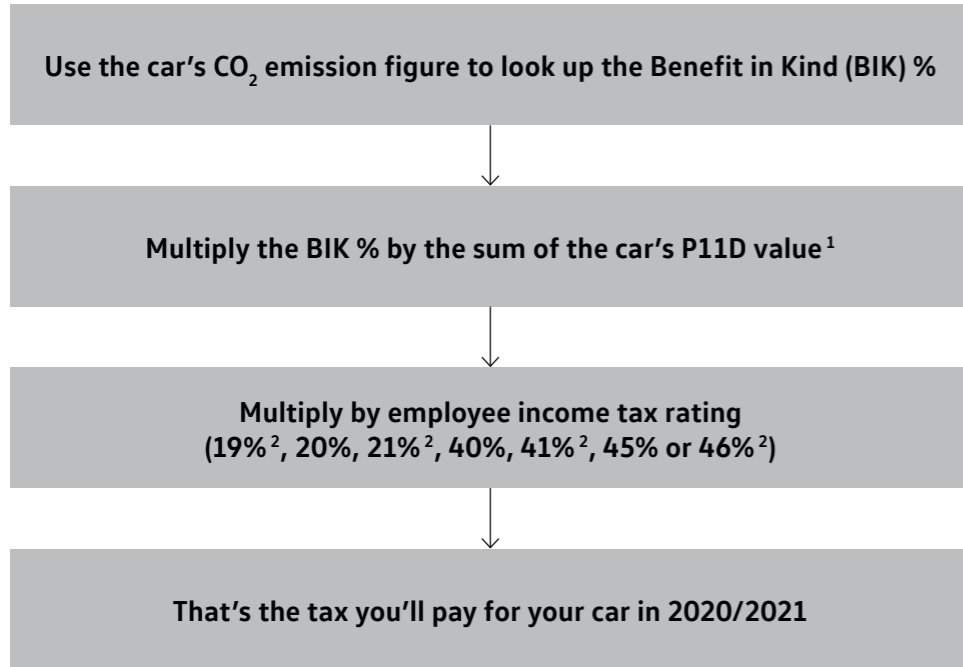 Use the car's CO₂ emission figure to look up the Benefit in Kind (BIK) %
Multiply the BIK % by the sum of the car's P11D value ¹
Multiply by employee income tax rating
(19% ², 20%, 21% ², 40%, 41% ², 45% or 46% ²)
That's the tax you'll pay for your car in 2020/2021